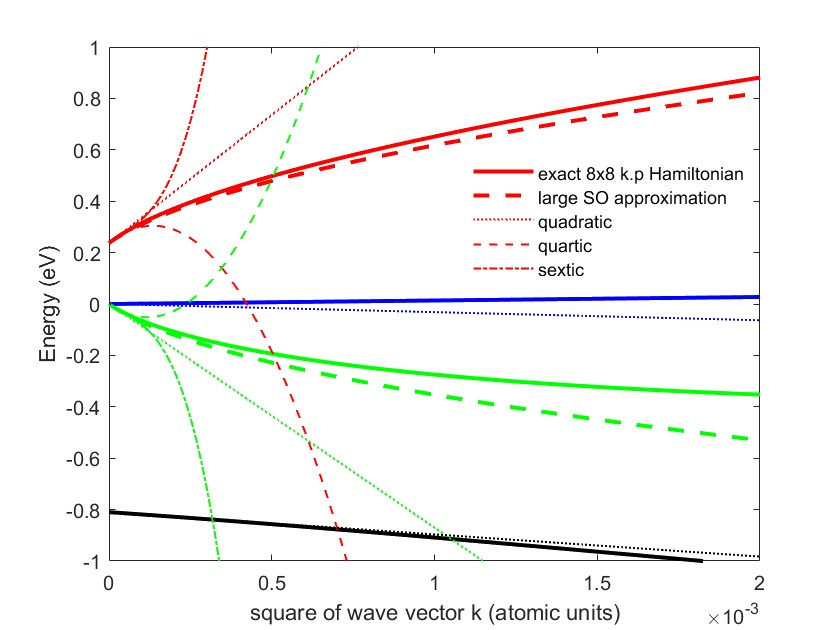 1
0.8
0.6
0.4
0.2
0
-0.2
-0.4
-0.6
-0.8
-1
Energy (eV)
exact 8x8 k.p Hamiltonian
large SO approximation
quadratic
quartic
sextic
0 0.5 1 1.5 2
×10⁻³
square of wave vector k (atomic units)